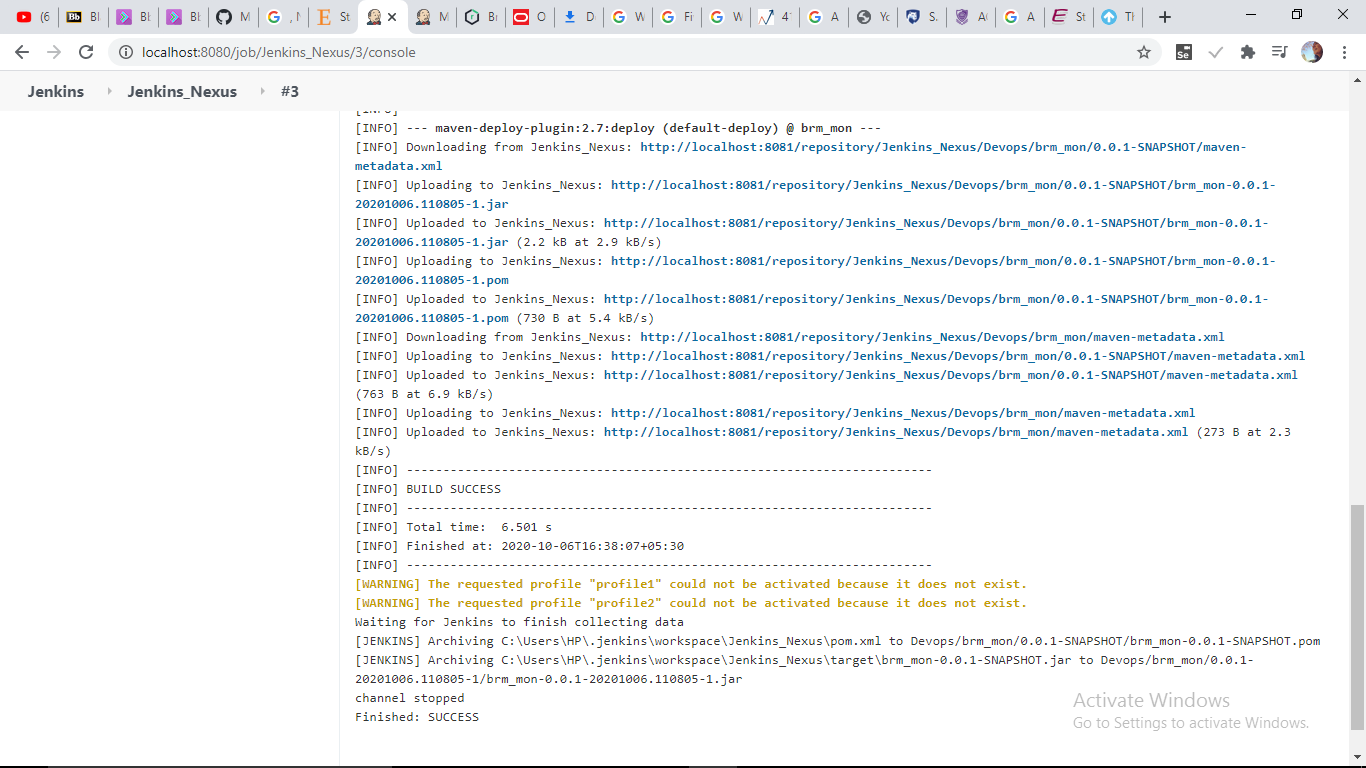 (6
Bb
Bl
Bl
Bl
M
, N
St
M
Br
O
D
W
Fi
W
4
A
Yo
S.
A
A
St
Tl
localhost:8080/job/Jenkins_Nexus/3/console
Se
Jenkins
Jenkins_Nexus
#3
[INFO]
[INFO] --- maven-deploy-plugin:2.7:deploy (default-deploy) @ brm_mon ---
[INFO] Downloading from Jenkins_Nexus: http://localhost:8081/repository/Jenkins_Nexus/Devops/brm_mon/0.0.1-SNAPSHOT/maven-
metadata.xml
[INFO] Uploading to Jenkins_Nexus: http://localhost:8081/repository/Jenkins_Nexus/Devops/brm_mon/0.0.1-SNAPSHOT/brm_mon-0.0.1-
20201006.110805-1.jar
[INFO] Uploaded to Jenkins_Nexus: http://localhost:8081/repository/Jenkins_Nexus/Devops/brm_mon/0.0.1-SNAPSHOT/brm_mon-0.0.1-
20201006.110805-1.jar (2.2 kB at 2.9 kB/s)
[INFO] Uploading to Jenkins_Nexus: http://localhost:8081/repository/Jenkins_Nexus/Devops/brm_mon/0.0.1-SNAPSHOT/brm_mon-0.0.1-
20201006.110805-1.pom
[INFO] Uploaded to Jenkins_Nexus: http://localhost:8081/repository/Jenkins_Nexus/Devops/brm_mon/0.0.1-SNAPSHOT/brm_mon-0.0.1-
20201006.110805-1.pom (730 B at 5.4 kB/s)
[INFO] Downloading from Jenkins_Nexus: http://localhost:8081/repository/Jenkins_Nexus/Devops/brm_mon/maven-metadata.xml
[INFO] Uploading to Jenkins_Nexus: http://localhost:8081/repository/Jenkins_Nexus/Devops/brm_mon/0.0.1-SNAPSHOT/maven-metadata.xml
[INFO] Uploaded to Jenkins_Nexus: http://localhost:8081/repository/Jenkins_Nexus/Devops/brm_mon/0.0.1-SNAPSHOT/maven-metadata.xml
(763 B at 6.9 kB/s)
[INFO] Uploading to Jenkins_Nexus: http://localhost:8081/repository/Jenkins_Nexus/Devops/brm_mon/maven-metadata.xml
[INFO] Uploaded to Jenkins_Nexus: http://localhost:8081/repository/Jenkins_Nexus/Devops/brm_mon/maven-metadata.xml (273 B at 2.3
kB/s)
[INFO] ------------------------------------------------------------------------
[INFO] BUILD SUCCESS
[INFO] ------------------------------------------------------------------------
[INFO] Total time:  6.501 s
[INFO] Finished at: 2020-10-06T16:38:07+05:30
[INFO] ------------------------------------------------------------------------
[WARNING] The requested profile "profile1" could not be activated because it does not exist.
[WARNING] The requested profile "profile2" could not be activated because it does not exist.
Waiting for Jenkins to finish collecting data
[JENKINS] Archiving C:\Users\HP\.jenkins\workspace\Jenkins_Nexus\pom.xml to Devops/brm_mon/0.0.1-SNAPSHOT/brm_mon-0.0.1-SNAPSHOT.pom
[JENKINS] Archiving C:\Users\HP\.jenkins\workspace\Jenkins_Nexus\target\brm_mon-0.0.1-SNAPSHOT.jar to Devops/brm_mon/0.0.1-
20201006.110805-1/brm_mon-0.0.1-20201006.110805-1.jar
channel stopped
Finished: SUCCESS
Activate Windows
Go to Settings to activate Windows.